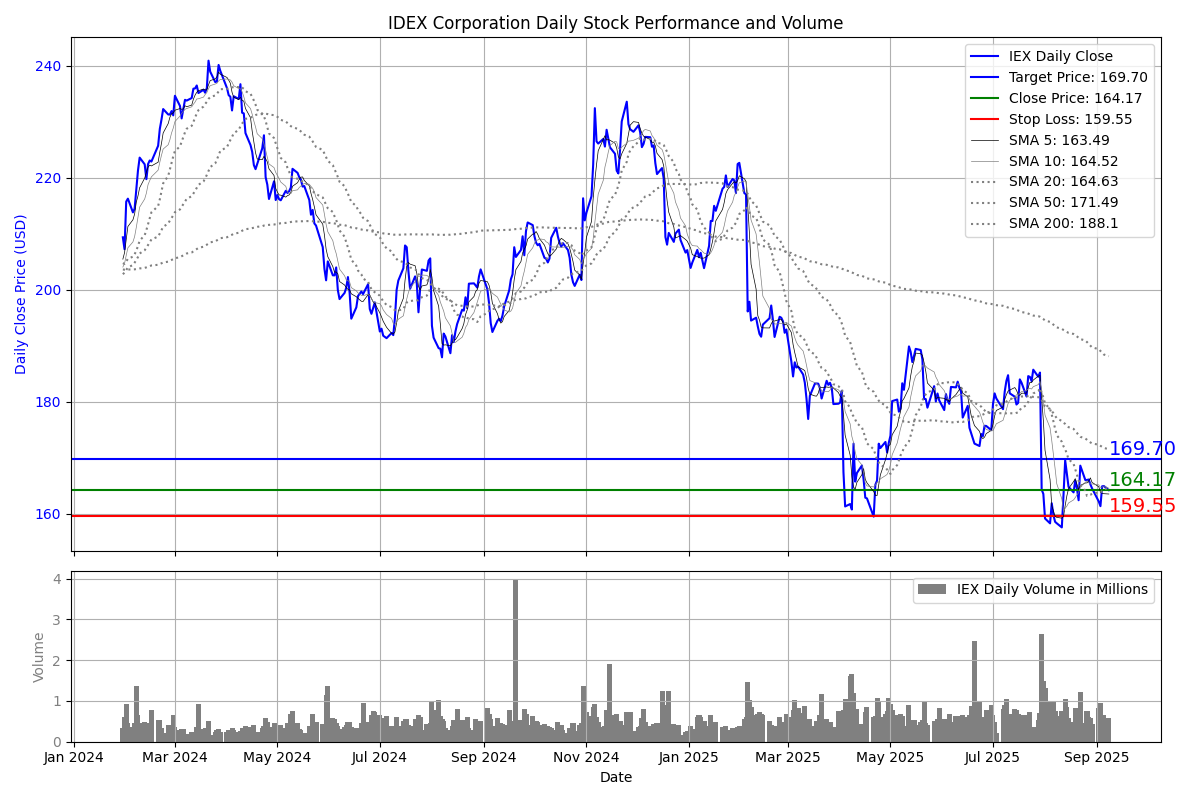 IDEX Corporation Daily Stock Performance and Volume
Daily Close Price (USD)
240
220
200
180
160
IEX Daily Close
Target Price: 169.70
Close Price: 164.17
Stop Loss: 159.55
SMA 5: 163.49
SMA 10: 164.52
SMA 20: 164.63
SMA 50: 171.49
SMA 200: 188.1
169.70
164.17
159.55
Volume
4
3
2
1
0
IEX Daily Volume in Millions
Jan 2024 Mar 2024 May 2024 Jul 2024 Sep 2024 Nov 2024 Jan 2025 Mar 2025 May 2025 Jul 2025 Sep 2025
Date